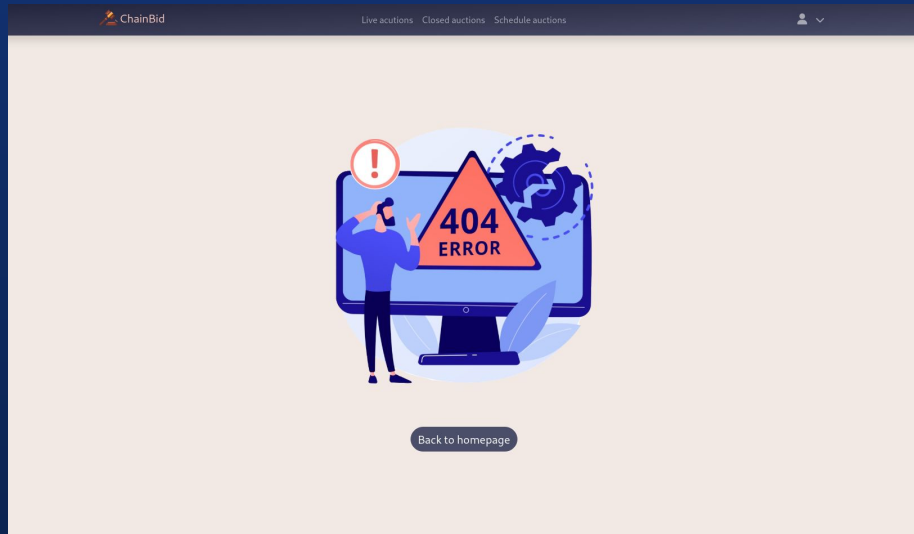 ChainBid
Live acutions Closed auctions Schedule auctions
!
404
ERROR
Back to homepage